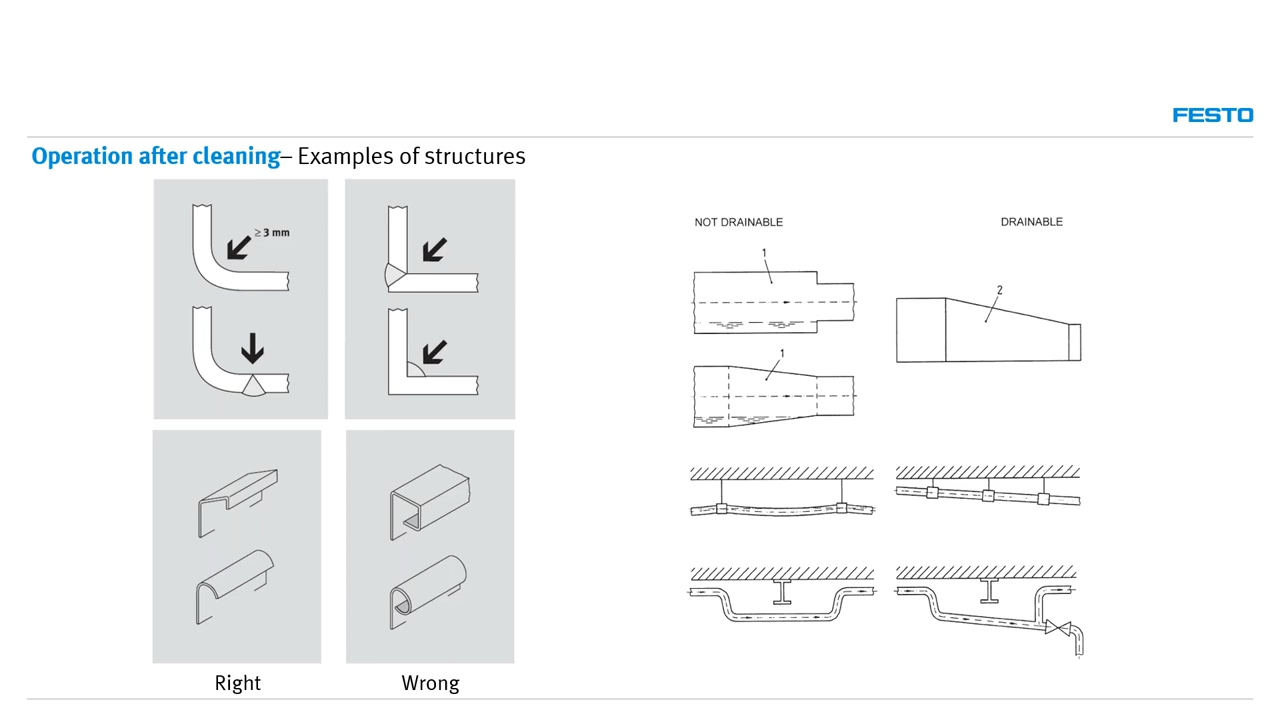 FESTO
Operation after cleaning– Examples of structures
≥ 3 mm
Right
Wrong
NOT DRAINABLE
DRAINABLE
1
2
1